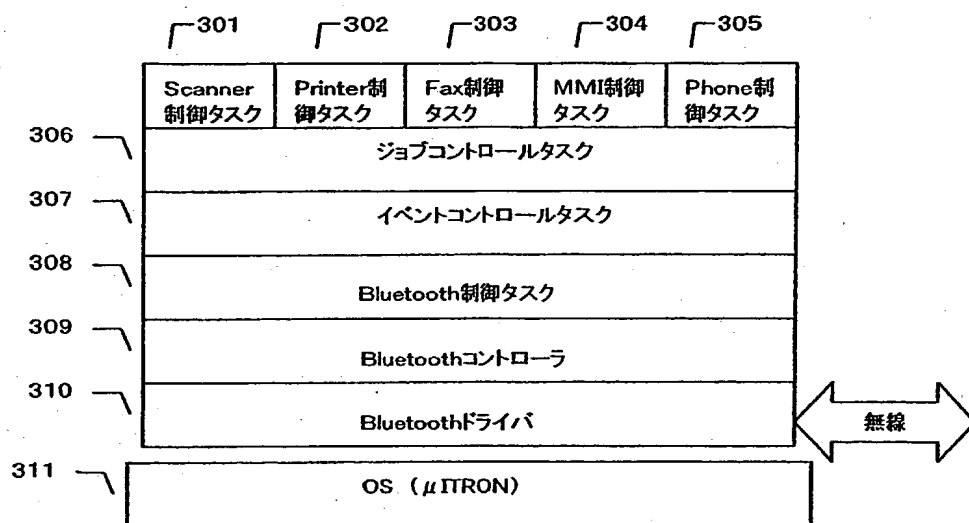 301 302 303 304 305
Scanner
制御タスク
Printer制
御タスク
Fax制御
タスク
MMI制御
タスク
Phone制
御タスク
306
ジョブコントロールタスク
307
イベントコントロールタスク
308
Bluetooth制御タスク
309
Bluetoothコントローラ
310
Bluetoothドライバ
無線
311
OS（μITRON）